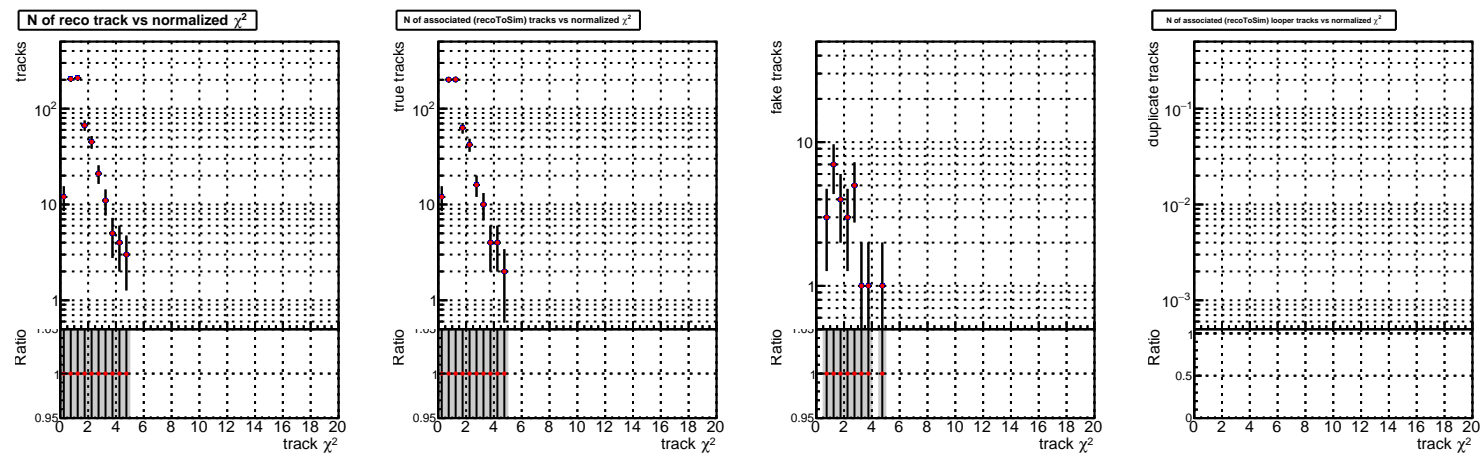 N of reco track vs normalized χ²
tracks
10²
10
1
Ratio
1.05
1
0.95
0 2 4 6 8 10 12 14 16 18 20
track χ²
N of associated (recoToSim) tracks vs normalized χ²
true tracks
10²
10
1
Ratio
1.05
1
0.95
0 2 4 6 8 10 12 14 16 18 20
track χ²
fake tracks
10
1
Ratio
1.05
1
0.95
0 2 4 6 8 10 12 14 16 18 20
track χ²
N of associated (recoToSim) looper tracks vs normalized χ²
duplicate tracks
10⁻¹
10⁻²
10⁻³
Ratio
1
0.5
0
0 2 4 6 8 10 12 14 16 18 20
track χ²